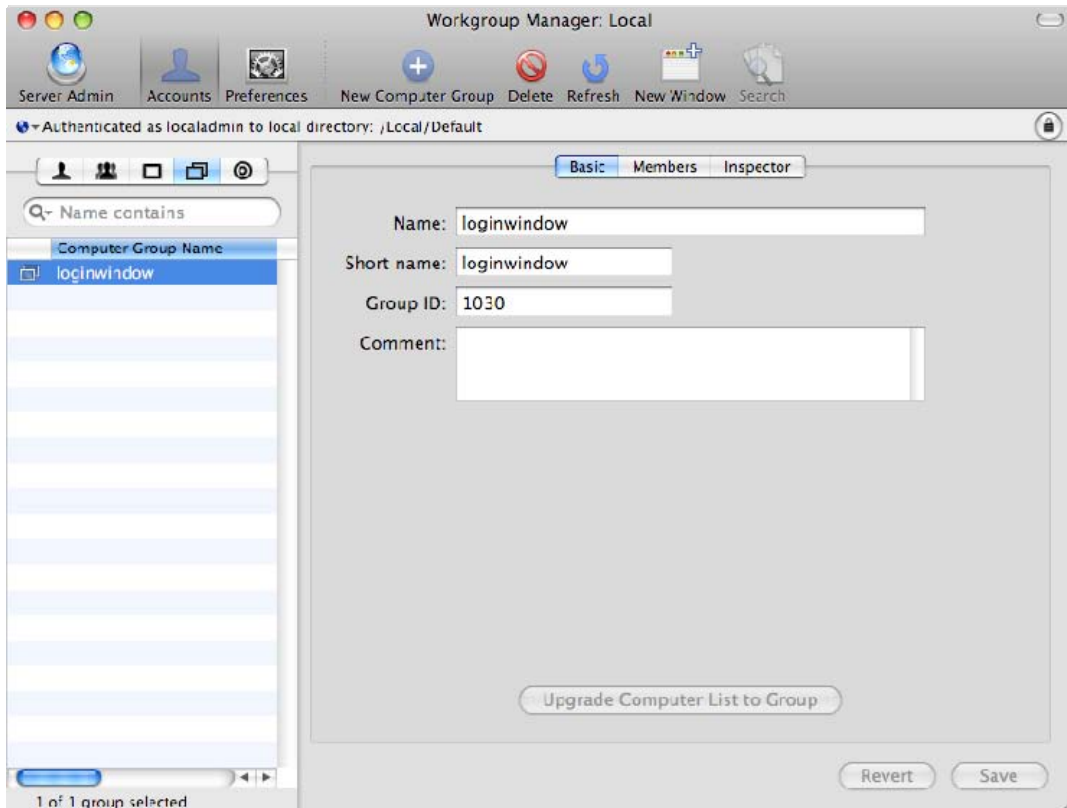 Workgroup Manager: Local
Server Admin Accounts Preferences New Computer Group Delete Refresh New Window Search
Authenticated as localadmin to local directory: /Local/Default
Basic Members Inspector
Name contains
Computer Group Name
loginwindow
Name: loginwindow
Short name: loginwindow
Group ID: 1030
Comment:
Upgrade Computer List to Group
Revert Save
1 of 1 group selected